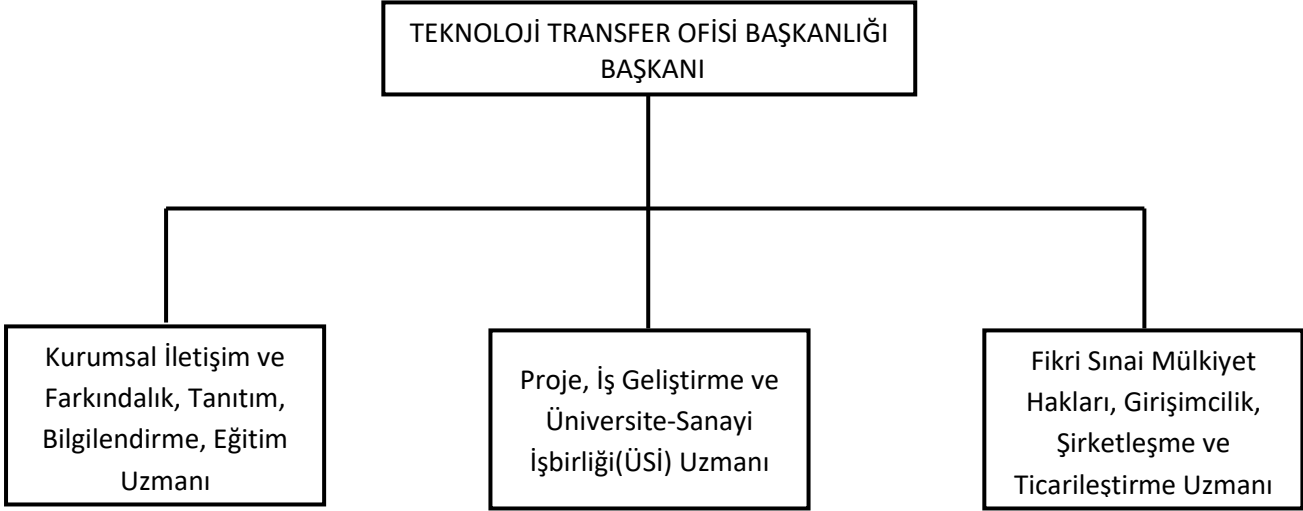 TEKNOLOJİ TRANSFER OFİSİ BAŞKANLIĞI
BAŞKANI
Kurumsal İletişim ve
Farkındalık, Tanıtım,
Bilgilendirme, Eğitim
Uzmanı
Proje, İş Geliştirme ve
Üniversite-Sanayi
İşbirliği(ÜSİ) Uzmanı
Fikri Sınai Mülkiyet
Hakları, Girişimcilik,
Şirketleşme ve
Ticarileştirme Uzmanı